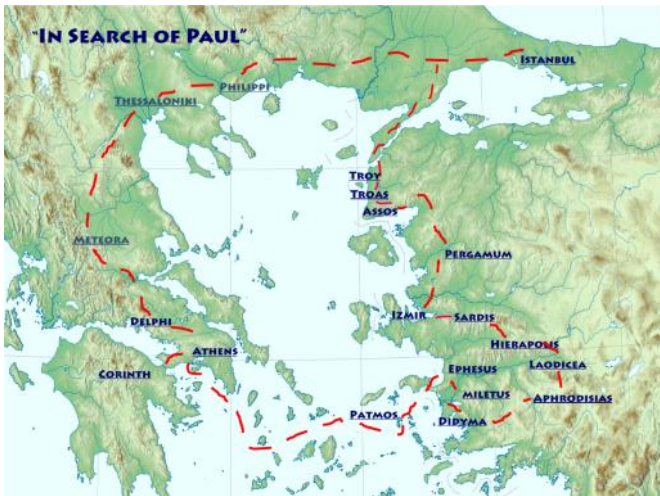 "In Search of Paul"
Istanbul
Philippi
Thessaloniki
Troy
Troas
Assos
Meteora
Pergamum
Izmir
Sardis
Delphi
Hierapolis
Athens
Laodicea
Corinth
Ephesus
Miletus
Aphrodisias
Patmos
Didyma